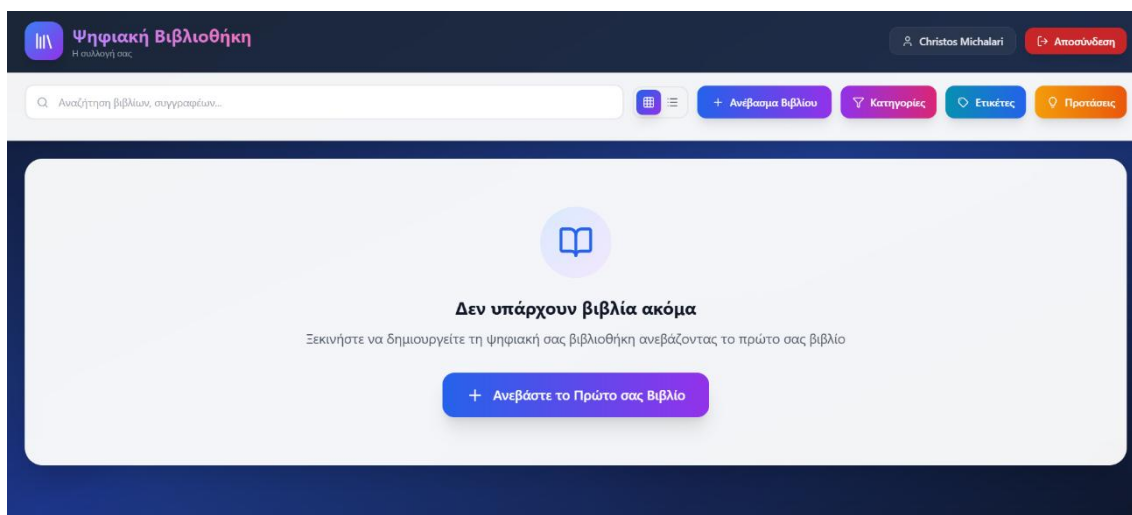 Ψηφιακή Βιβλιοθήκη
Η συλλογή σας
Christos Michalari
Αποσύνδεση
Αναζήτηση βιβλίων, συγγραφέων...
+ Ανέβασμα Βιβλίου
Κατηγορίες
Ετικέτες
Προτάσεις
Δεν υπάρχουν βιβλία ακόμα
Ξεκινήστε να δημιουργείτε τη ψηφιακή σας βιβλιοθήκη ανεβάζοντας το πρώτο σας βιβλίο
+ Ανεβάστε το Πρώτο σας Βιβλίο